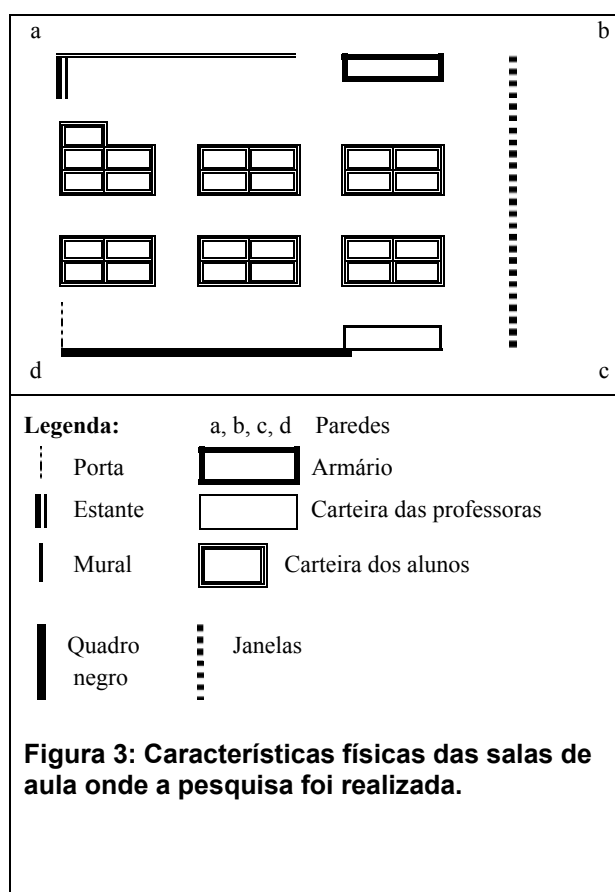 a b
d c
Legenda: a, b, c, d Paredes
Porta Armário
Estante Carteira das professoras
Mural Carteira dos alunos
Quadro negro Janelas
Figura 3: Características físicas das salas de
aula onde a pesquisa foi realizada.